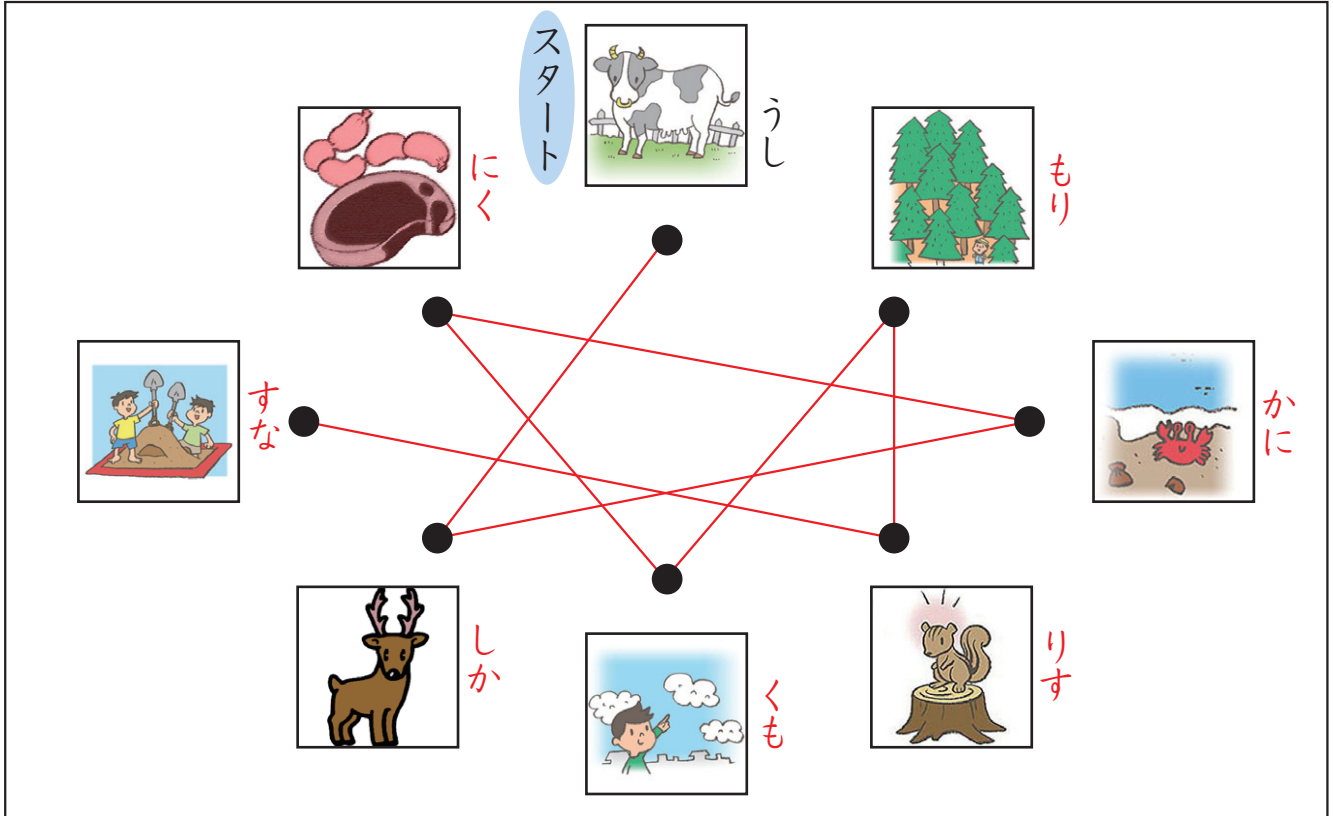 スタート
うし
にく
もり
すな
かに
しか
くも
りす